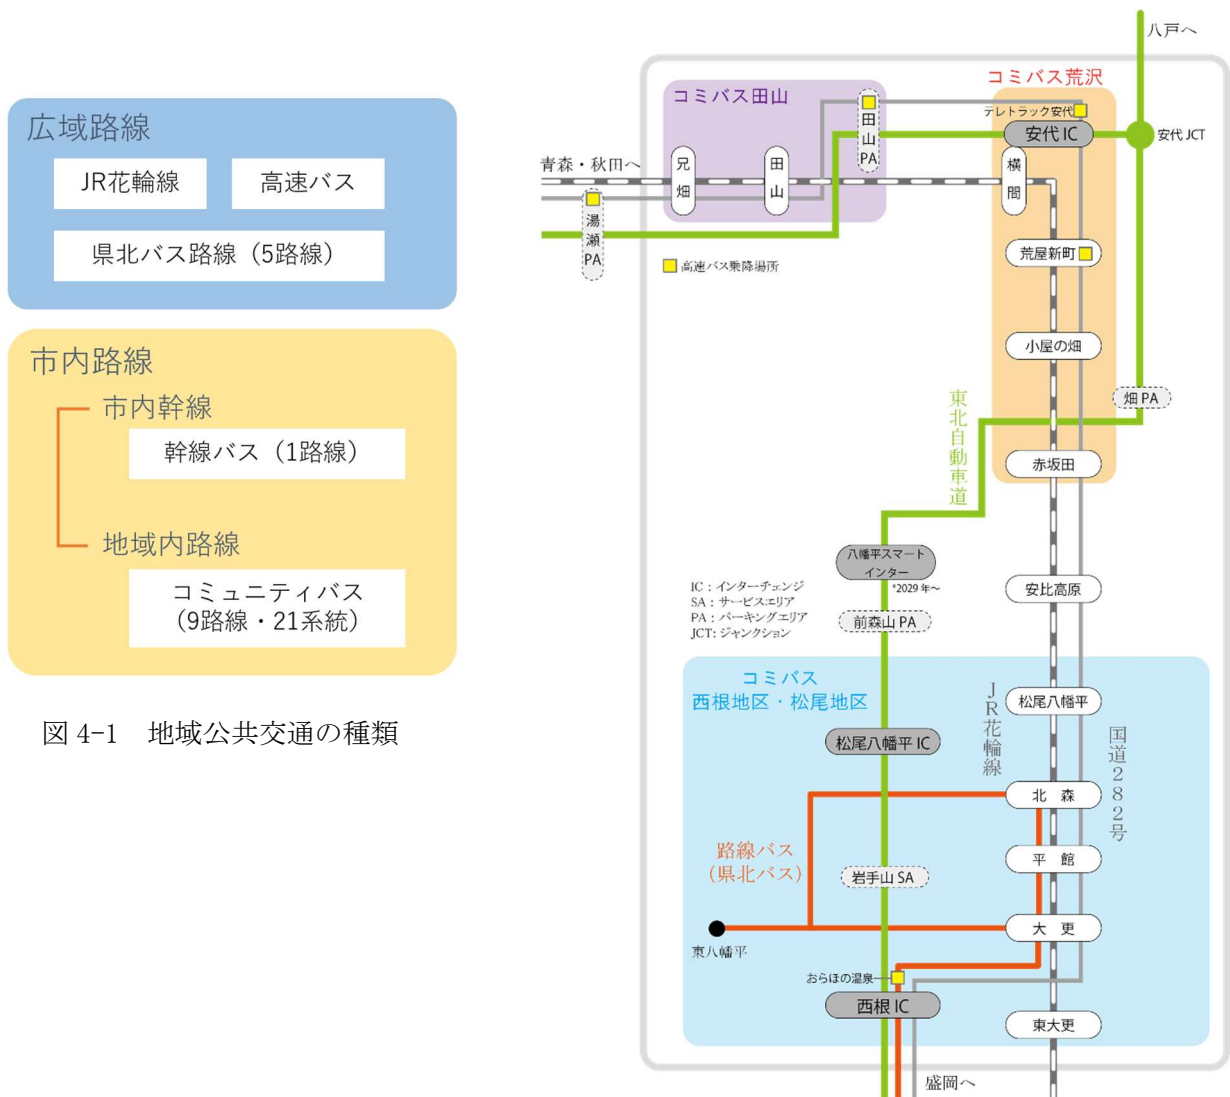 広域路線
JR花輪線
高速バス
県北バス路線（5路線）
市内路線
市内幹線
幹線バス（1路線）
地域内路線
コミュニティバス
（9路線・21系統）
図 4-1　地域公共交通の種類
八戸へ
コミバス荒沢
コミバス田山
テレトラック安代
田山PA
安代 IC
安代 JCT
青森・秋田へ
兄畑
田山
横間
湯瀬PA
荒屋新町
高速バス乗降場所
小屋の畑
畑 PA
東北自動車道
赤坂田
八幡平スマート
インター
*2029 年～
IC：インターチェンジ
SA：サービスエリア
PA：パーキングエリア
JCT：ジャンクション
安比高原
前森山 PA
コミバス
西根地区・松尾地区
JR花輪線
松尾八幡平
国道282号
松尾八幡平 IC
北　森
路線バス
（県北バス）
平　館
岩手山 SA
大　更
東八幡平
おらほの温泉
西根 IC
東大更
盛岡へ